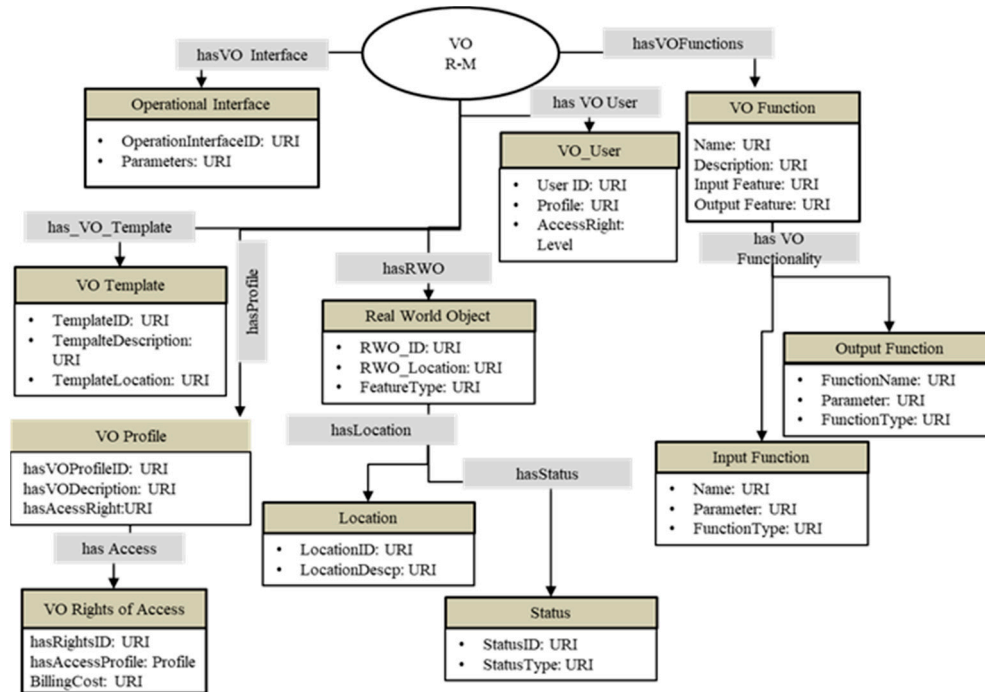 VO
R-M
hasVO Interface
hasVOFunctions
Operational Interface
• OperationInterfaceID: URI
• Parameters: URI
has VO User
VO_User
• User ID: URI
• Profile: URI
• AccessRight:
Level
VO Function
Name: URI
Description: URI
Input Feature: URI
Output Feature: URI
has_VO_Template
VO Template
• TemplateID: URI
• TempalteDescription:
URI
• TemplateLocation: URI
hasProfile
hasRWO
Real World Object
• RWO_ID: URI
• RWO_Location: URI
• FeatureType: URI
has VO
Functionality
Output Function
• FunctionName: URI
• Parameter: URI
• FunctionType: URI
VO Profile
hasVOProfileID: URI
hasVODecription: URI
hasAcessRight:URI
hasLocation
hasStatus
Input Function
• Name: URI
• Parameter: URI
• FunctionType: URI
Location
• LocationID: URI
• LocationDescp: URI
has Access
VO Rights of Access
hasRightsID: URI
hasAccessProfile: Profile
BillingCost: URI
Status
• StatusID: URI
• StatusType: URI